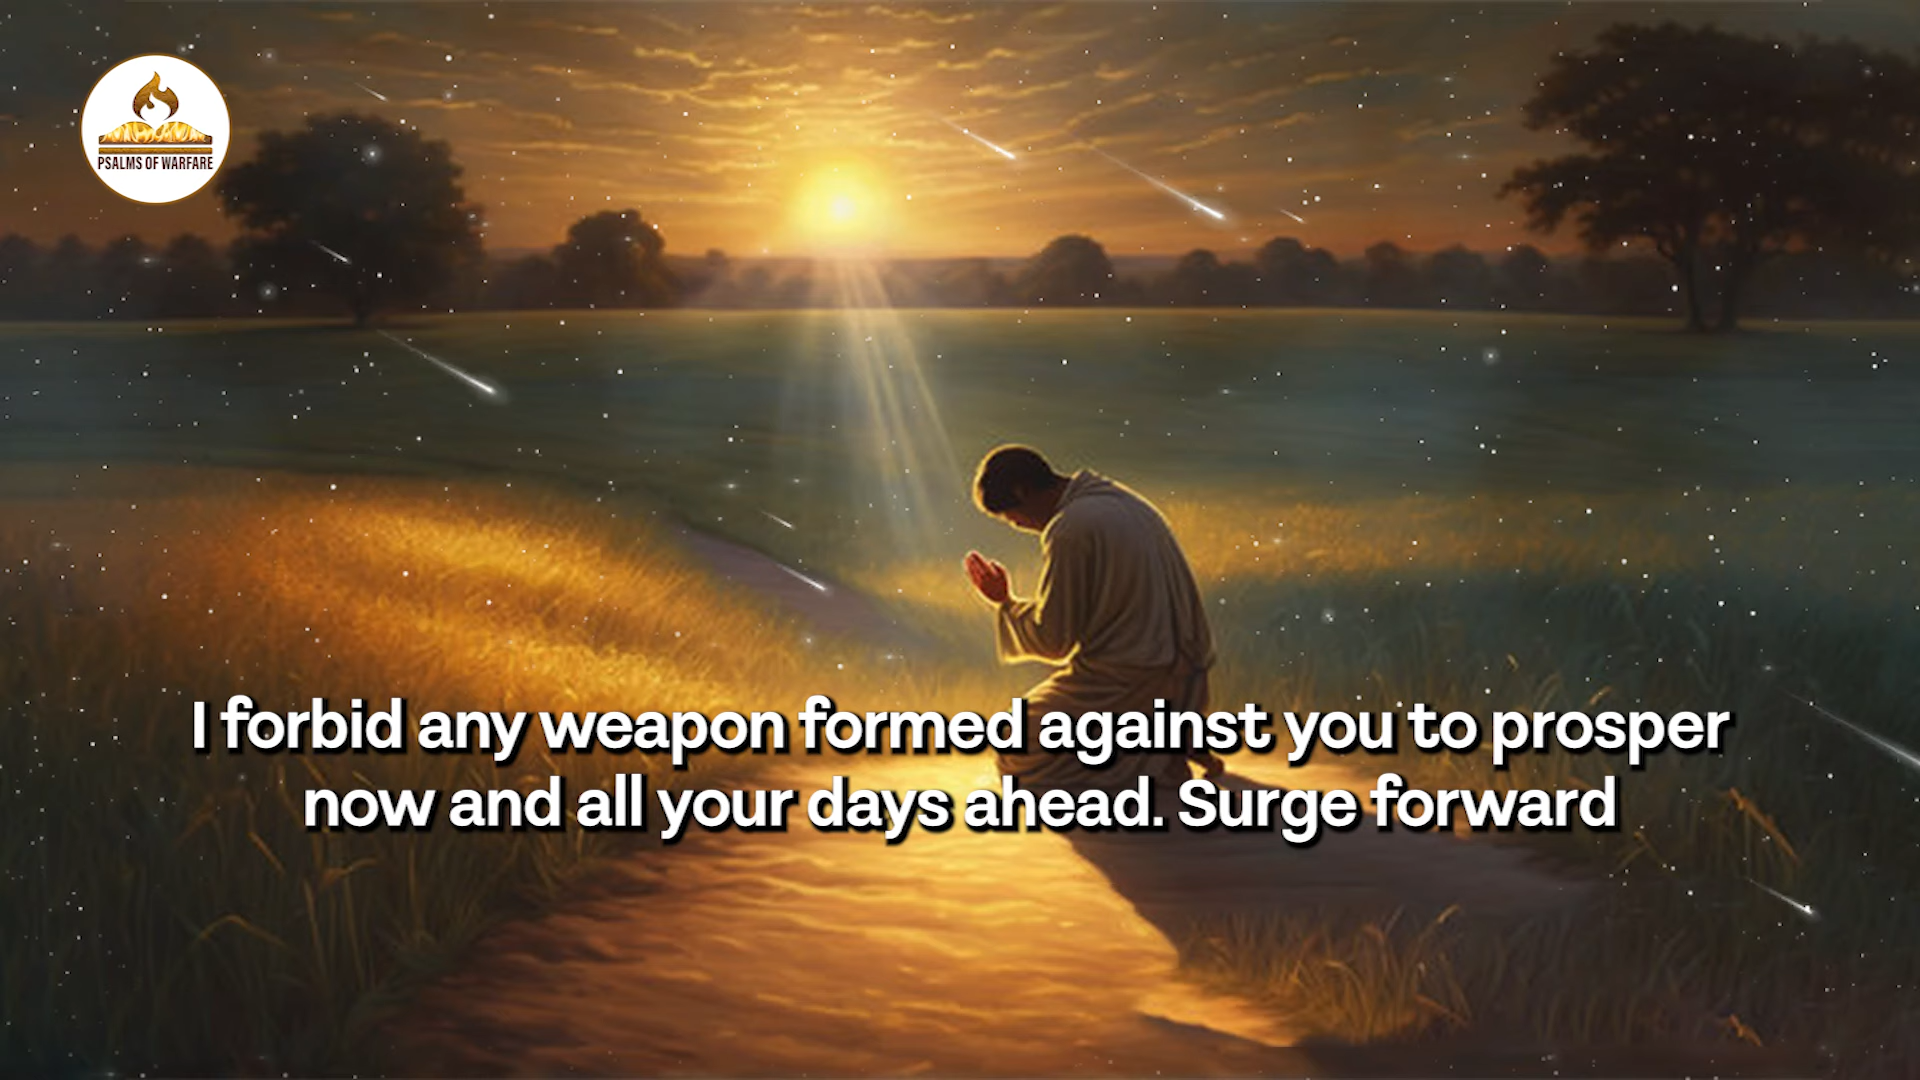 PSALMS OF WARFARE
I forbid any weapon formed against you to prosper
now and all your days ahead. Surge forward